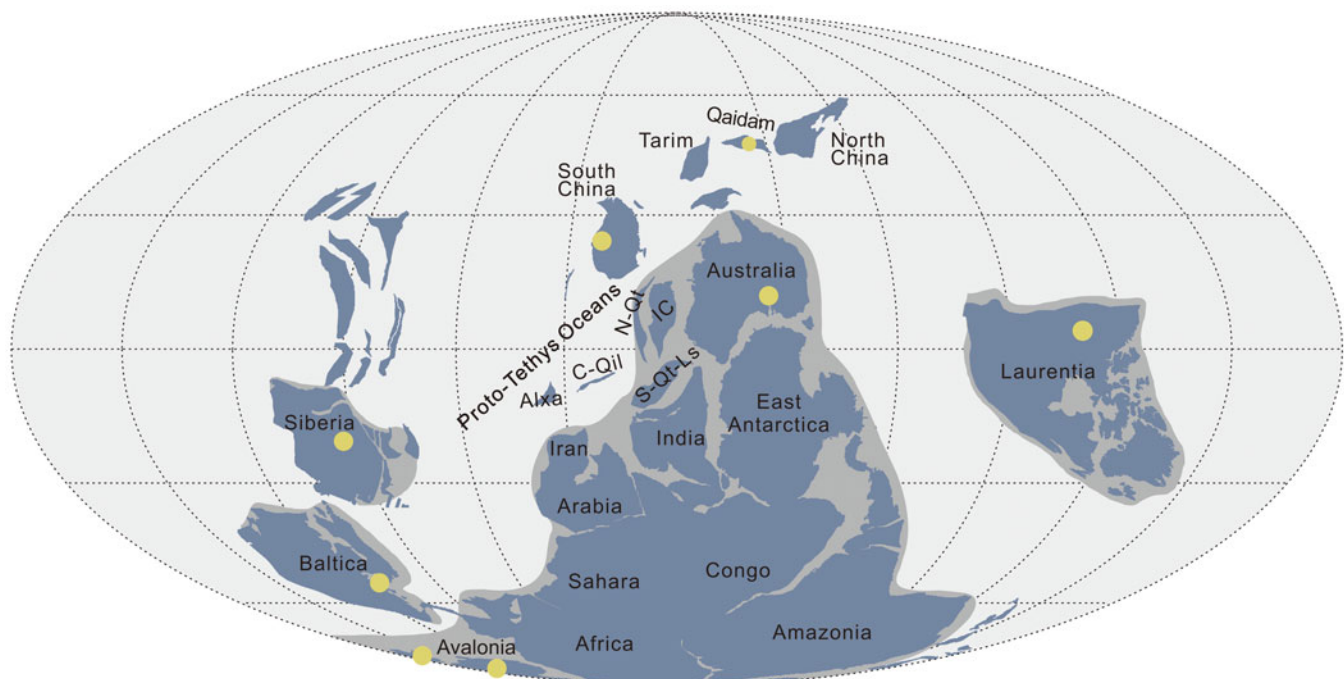 Qaidam
Tarim
North
China
South
China
Australia
N-Qt
IC
Proto-Tethys Oceans
C-Qil
S-Qt-Ls
Alxa
Laurentia
East
Antarctica
Siberia
India
Iran
Arabia
Baltica
Sahara
Congo
Avalonia
Africa
Amazonia